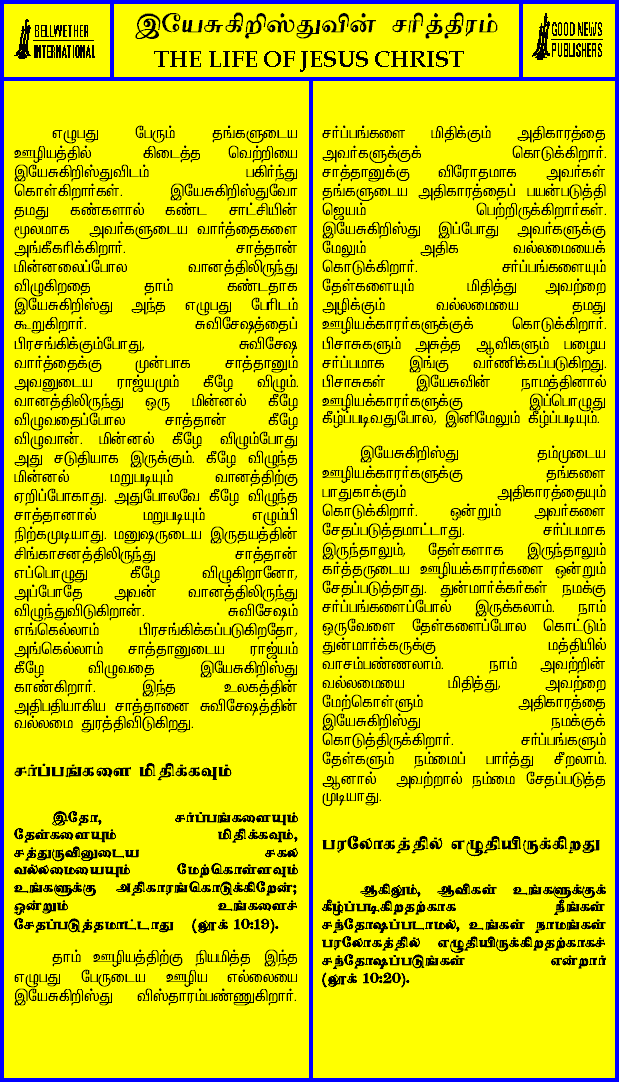 BELLWETHER
INTERNATIONAL
இயேசுகிறிஸ்துவின் சரித்திரம்
THE LIFE OF JESUS CHRIST
GOOD NEWS
PUBLISHERS
எழுபது பேரும் தங்களுடைய
ஊழியத்தில் கிடைத்த வெற்றியை
இயேசுகிறிஸ்துவிடம் பகிர்ந்து
கொள்கிறார்கள். இயேசுகிறிஸ்துவோ
தமது கண்களால் கண்ட சாட்சியின்
மூலமாக அவர்களுடைய வார்த்தைகளை
அங்கீகரிக்கிறார். சாத்தான்
மின்னலைப்போல வானத்திலிருந்து
விழுகிறதை தாம் கண்டதாக
இயேசுகிறிஸ்து அந்த எழுபது பேரிடம்
கூறுகிறார். சுவிசேஷத்தைப்
பிரசங்கிக்கும்போது, சுவிசேஷ
வார்த்தைக்கு முன்பாக சாத்தானும்
அவனுடைய ராஜ்யமும் கீழே விழும்.
வானத்திலிருந்து ஒரு மின்னல் கீழே
விழுவதைப்போல சாத்தான் கீழே
விழுவான். மின்னல் கீழே விழும்போது
அது சடுதியாக இருக்கும். கீழே விழுந்த
மின்னல் மறுபடியும் வானத்திற்கு
ஏறிப்போகாது. அதுபோலவே கீழே விழுந்த
சாத்தானால் மறுபடியும் எழும்பி
நிற்கமுடியாது. மனுஷருடைய இருதயத்தின்
சிங்காசனத்திலிருந்து சாத்தான்
எப்பொழுது கீழே விழுகிறானோ,
அப்போதே அவன் வானத்திலிருந்து
விழுந்துவிடுகிறான். சுவிசேஷம்
எங்கெல்லாம் பிரசங்கிக்கப்படுகிறதோ,
அங்கெல்லாம் சாத்தானுடைய ராஜ்யம்
கீழே விழுவதை இயேசுகிறிஸ்து
காண்கிறார். இந்த உலகத்தின்
அதிபதியாகிய சாத்தானை சுவிசேஷத்தின்
வல்லமை துரத்திவிடுகிறது.
சர்ப்பங்களை மிதிக்கவும்
இதோ, சர்ப்பங்களையும்
தேள்களையும் மிதிக்கவும்,
சத்துருவினுடைய சகல
வல்லமையையும் மேற்கொள்ளவும்
உங்களுக்கு அதிகாரங்கொடுக்கிறேன்;
ஒன்றும் உங்களைச்
சேதப்படுத்தமாட்டாது (லூக் 10:19).
தாம் ஊழியத்திற்கு நியமித்த இந்த
எழுபது பேருடைய ஊழிய எல்லையை
இயேசுகிறிஸ்து விஸ்தாரம்பண்ணுகிறார்.
சர்ப்பங்களை மிதிக்கும் அதிகாரத்தை
அவர்களுக்குக் கொடுக்கிறார்.
சாத்தானுக்கு விரோதமாக அவர்கள்
தங்களுடைய அதிகாரத்தைப் பயன்படுத்தி
ஜெயம் பெற்றிருக்கிறார்கள்.
இயேசுகிறிஸ்து இப்போது அவர்களுக்கு
மேலும் அதிக வல்லமையைக்
கொடுக்கிறார். சர்ப்பங்களையும்
தேள்களையும் மிதித்து அவற்றை
அழிக்கும் வல்லமையை தமது
ஊழியக்காரர்களுக்குக் கொடுக்கிறார்.
பிசாசுகளும் அசுத்த ஆவிகளும் பழைய
சர்ப்பமாக இங்கு வர்ணிக்கப்படுகிறது.
பிசாசுகள் இயேசுவின் நாமத்தினால்
ஊழியக்காரர்களுக்கு இப்பொழுது
கீழ்ப்படிவதுபோல, இனிமேலும் கீழ்ப்படியும்.
இயேசுகிறிஸ்து தம்முடைய
ஊழியக்காரர்களுக்கு தங்களை
பாதுகாக்கும் அதிகாரத்தையும்
கொடுக்கிறார். ஒன்றும் அவர்களை
சேதப்படுத்தமாட்டாது. சர்ப்பமாக
இருந்தாலும், தேள்களாக இருந்தாலும்
கர்த்தருடைய ஊழியக்காரர்களை ஒன்றும்
சேதப்படுத்தாது. துன்மார்க்கர்கள் நமக்கு
சர்ப்பங்களைப்போல் இருக்கலாம். நாம்
ஒருவேளை தேள்களைப்போல கொட்டும்
துன்மார்க்கருக்கு மத்தியில்
வாசம்பண்ணலாம். நாம் அவற்றின்
வல்லமையை மிதித்து, அவற்றை
மேற்கொள்ளும் அதிகாரத்தை
இயேசுகிறிஸ்து நமக்குக்
கொடுத்திருக்கிறார். சர்ப்பங்களும்
தேள்களும் நம்மைப் பார்த்து சீறலாம்.
ஆனால் அவற்றால் நம்மை சேதப்படுத்த
முடியாது.
பரலோகத்தில் எழுதியிருக்கிறது
ஆகிலும், ஆவிகள் உங்களுக்குக்
கீழ்ப்படிகிறதற்காக நீங்கள்
சந்தோஷப்படாமல், உங்கள் நாமங்கள்
பரலோகத்தில் எழுதியிருக்கிறதற்காகச்
சந்தோஷப்படுங்கள் என்றார்
(லூக் 10:20).